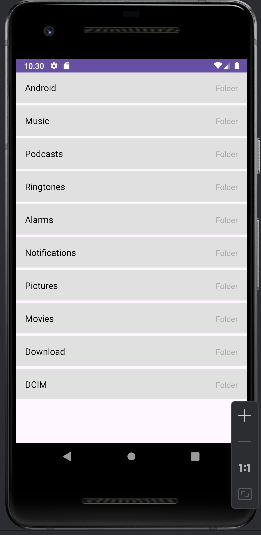 10:30
Android Folder
Music Folder
Podcasts Folder
Ringtones Folder
Alarms Folder
Notifications Folder
Pictures Folder
Movies Folder
Download Folder
DCIM Folder
1:1